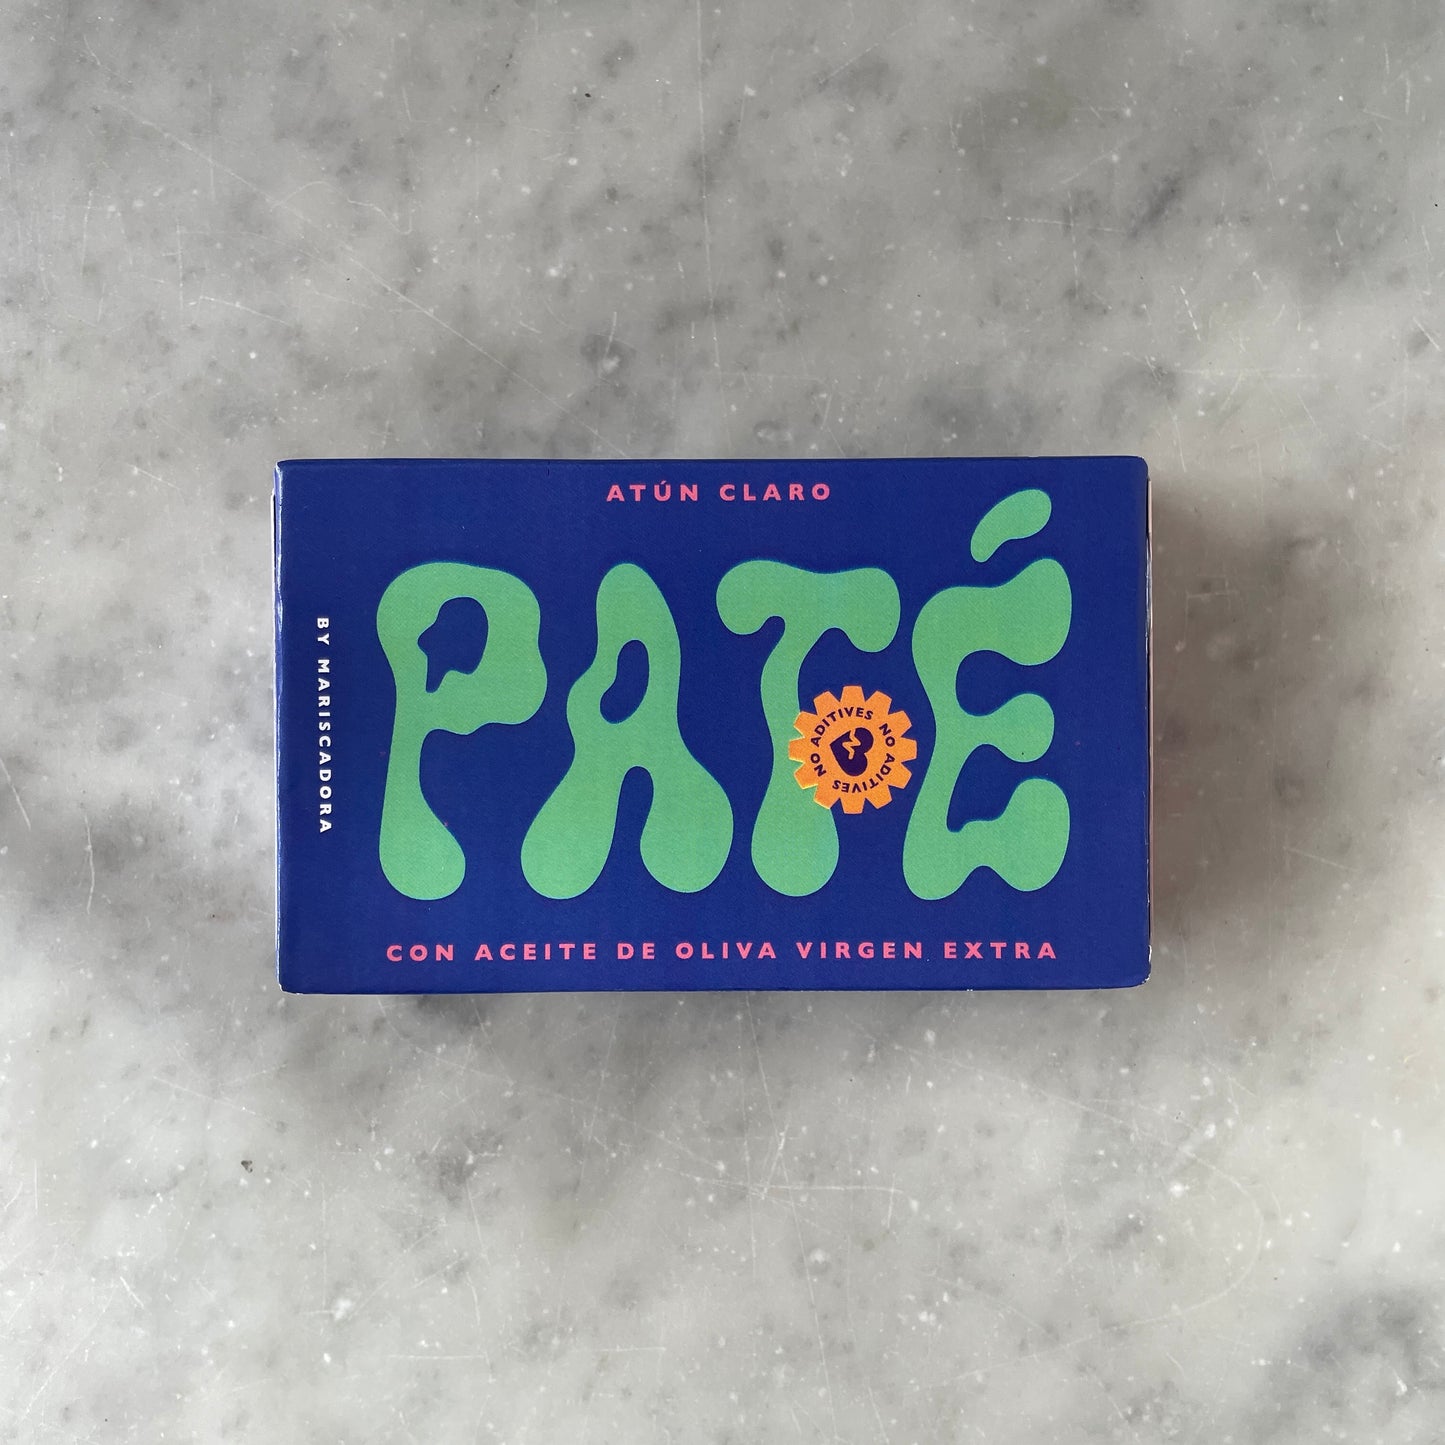 ATÚN CLARO
PATÉ
BY MARISCADORA
NO ADITIVES NO ADITIVES
CON ACEITE DE OLIVA VIRGEN EXTRA